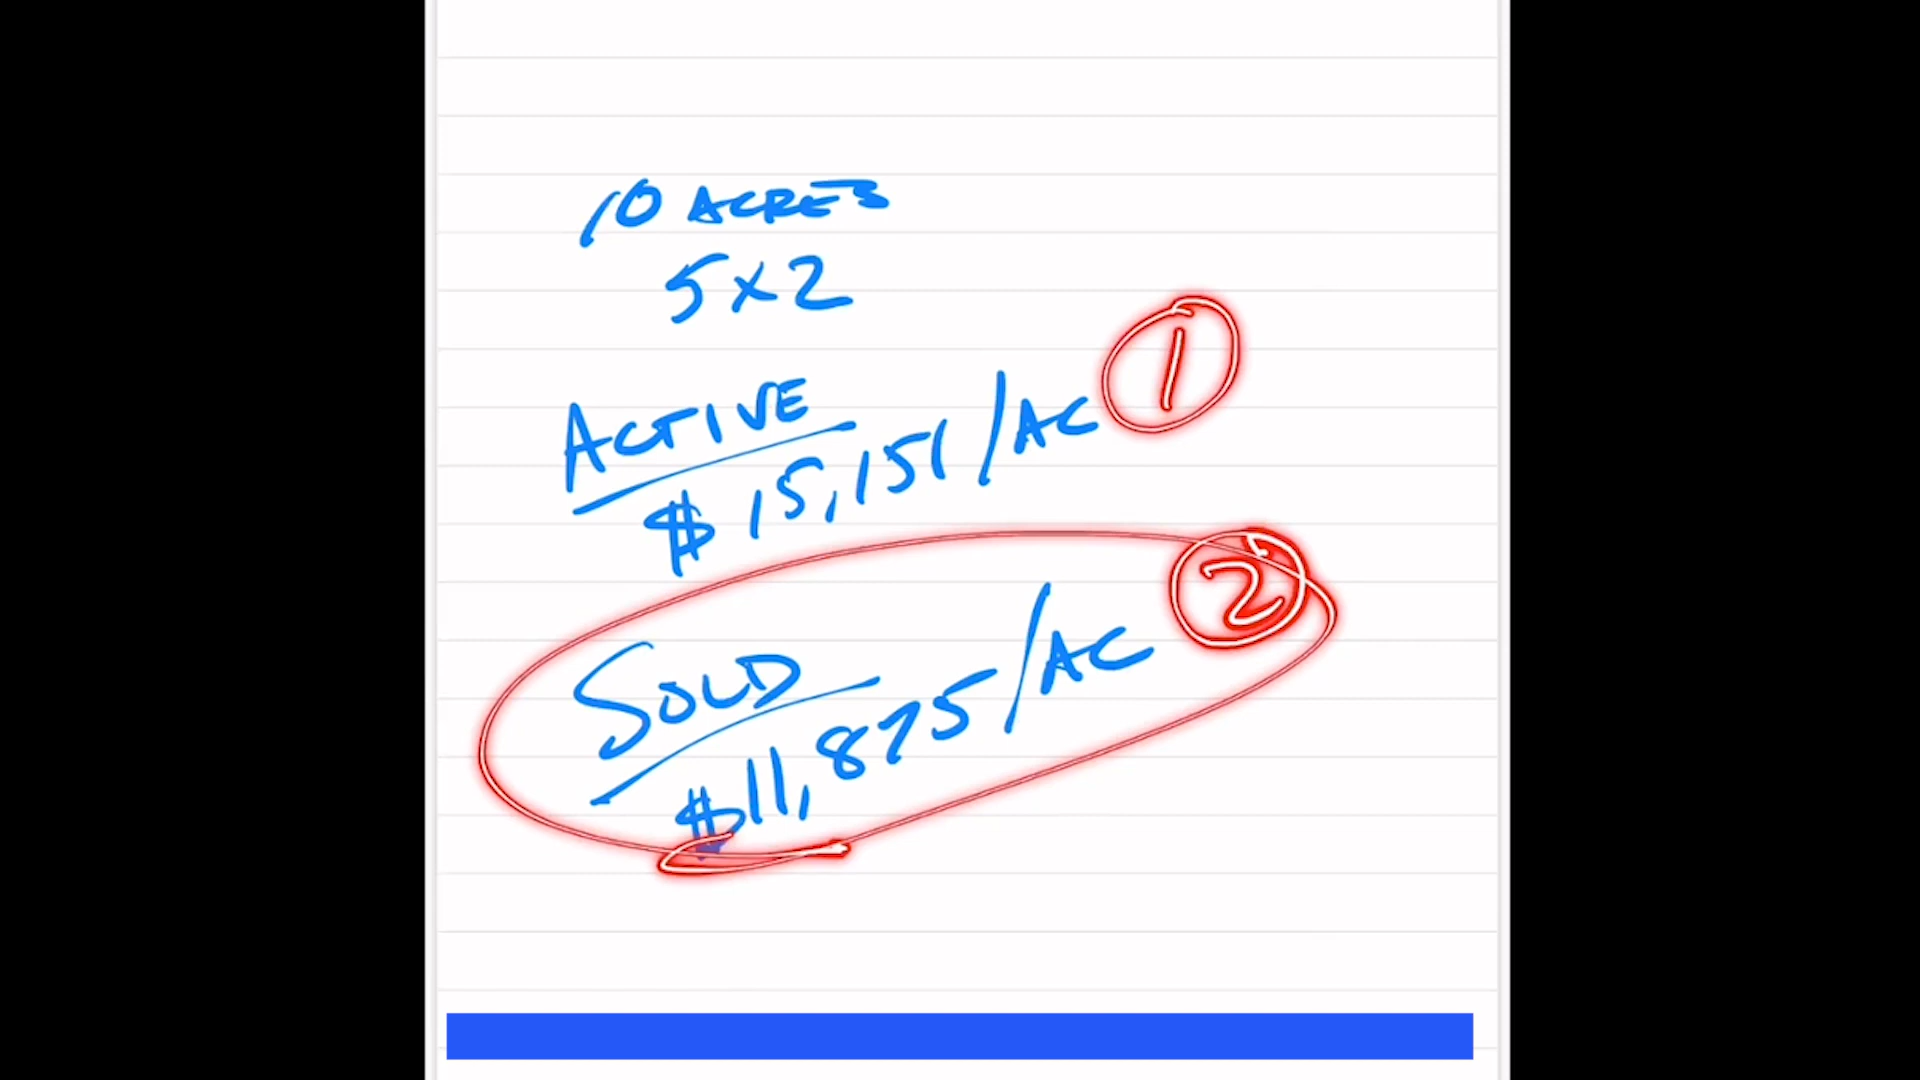 10 ACRES
5x2
ACTIVE
$15,151/AC
1
SOLD
$11,875/AC
2